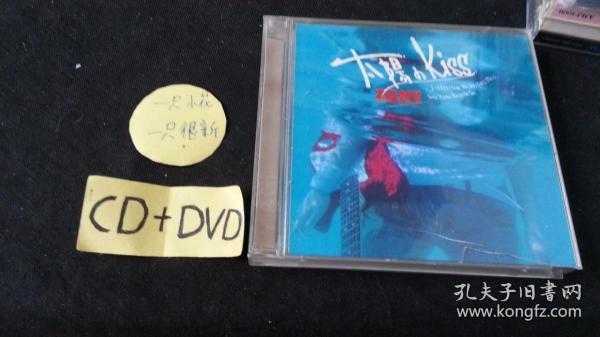 一只小花
一只很新
CD+DVD
太陽のKiss
ZONE
孔夫子旧書网
www.kongfz.com